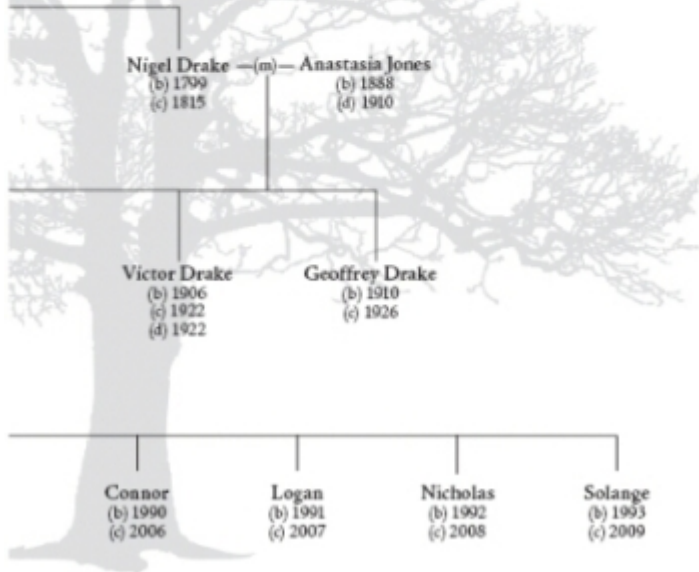 Nigel Drake —(m)— Anastasia Jones
(b) 1799 (b) 1888
(c) 1815 (d) 1910
Victor Drake Geoffrey Drake
(b) 1906 (b) 1910
(c) 1922 (c) 1926
(d) 1922
Connor Logan Nicholas Solange
(b) 1990 (b) 1991 (b) 1992 (b) 1993
(c) 2006 (c) 2007 (c) 2008 (c) 2009